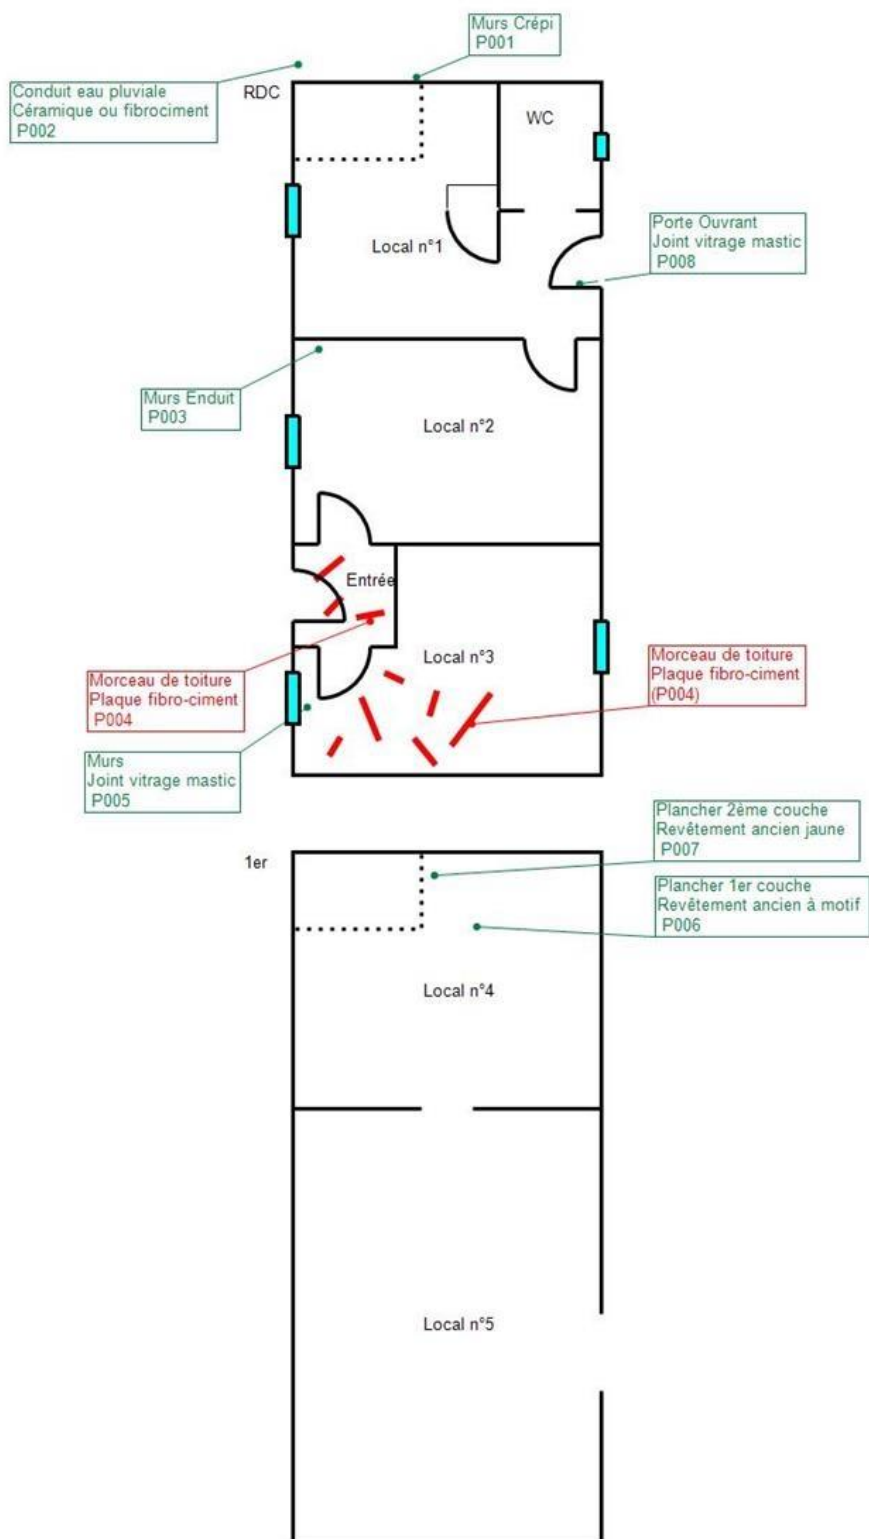 Murs Crépi
P001
Conduit eau pluviale
Céramique ou fibrociment
P002
RDC
WC
Porte Ouvrant
Joint vitrage mastic
P008
Local n°1
Murs Enduit
P003
Local n°2
Entrée
Local n°3
Morceau de toiture
Plaque fibro-ciment
P004
Morceau de toiture
Plaque fibro-ciment
(P004)
Murs
Joint vitrage mastic
P005
1er
Plancher 2ème couche
Revêtement ancien jaune
P007
Plancher 1er couche
Revêtement ancien à motif
P006
Local n°4
Local n°5